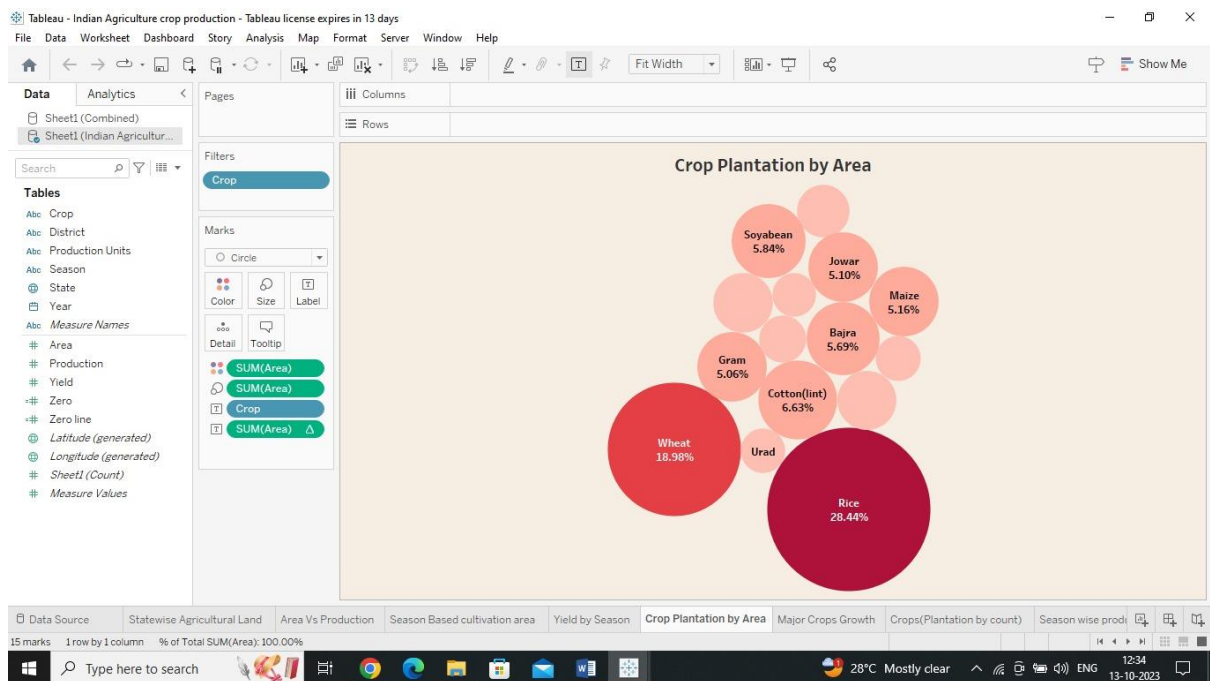 Tableau - Indian Agriculture crop production - Tableau license expires in 13 days
File Data Worksheet Dashboard Story Analysis Map Format Server Window Help
Fit Width
Show Me
Data Analytics
Sheet1 (Combined)
Sheet1 (Indian Agricultur...
Search
Tables
Abc Crop
Abc District
Abc Production Units
Abc Season
State
Year
Abc Measure Names
# Area
# Production
# Yield
=# Zero
=# Zero line
Latitude (generated)
Longitude (generated)
# Sheet1 (Count)
# Measure Values
Pages
Filters
Crop
Marks
Circle
Color Size Label
Detail Tooltip
SUM(Area)
SUM(Area)
Crop
SUM(Area) Δ
Columns
Rows
Crop Plantation by Area
Soyabean
5.84%
Jowar
5.10%
Maize
5.16%
Bajra
5.69%
Gram
5.06%
Cotton(lint)
6.63%
Wheat
18.98%
Urad
Rice
28.44%
Data Source Statewise Agricultural Land Area Vs Production Season Based cultivation area Yield by Season Crop Plantation by Area Major Crops Growth Crops(Plantation by count) Season wise produ
15 marks 1 row by 1 column % of Total SUM(Area): 100.00%
Type here to search
28°C Mostly clear
ENG
12:34
13-10-2023